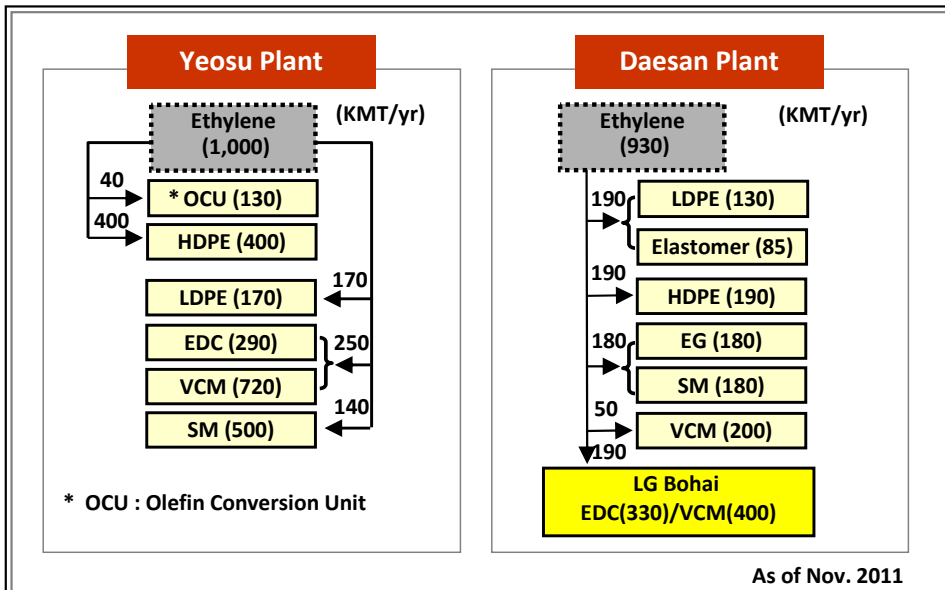 Yeosu Plant
Ethylene
(1,000)
(KMT/yr)
40
* OCU (130)
400
HDPE (400)
170
LDPE (170)
EDC (290)
250
VCM (720)
140
SM (500)
* OCU : Olefin Conversion Unit
Daesan Plant
Ethylene
(930)
(KMT/yr)
190
LDPE (130)
Elastomer (85)
190
HDPE (190)
EG (180)
180
SM (180)
50
VCM (200)
190
LG Bohai
EDC(330)/VCM(400)
As of Nov. 2011